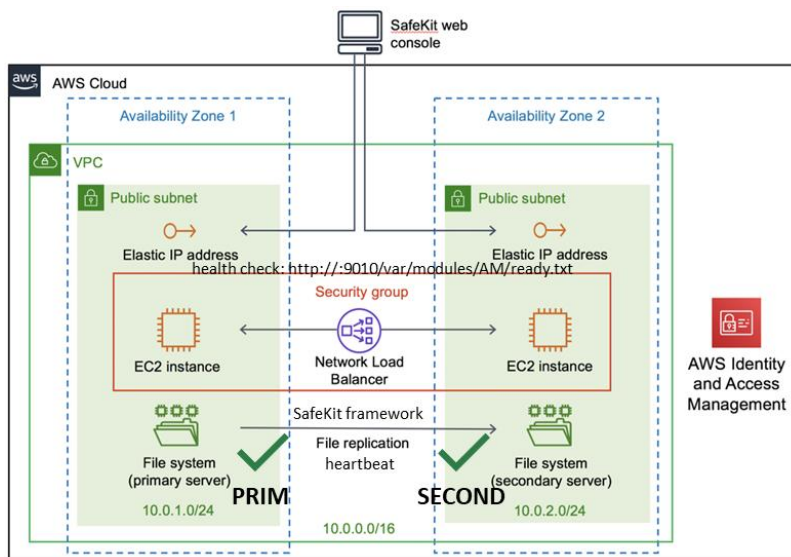 SafeKit web
console
aws
AWS Cloud
Availability Zone 1
Availability Zone 2
VPC
Public subnet
Public subnet
Elastic IP address
Elastic IP address
health check: http://:9010/var/modules/AM/ready.txt
Security group
EC2 instance
Network Load
Balancer
EC2 instance
AWS Identity
and Access
Management
SafeKit framework
File replication
heartbeat
File system
(primary server)
File system
(secondary server)
PRIM
SECOND
10.0.1.0/24
10.0.2.0/24
10.0.0.0/16